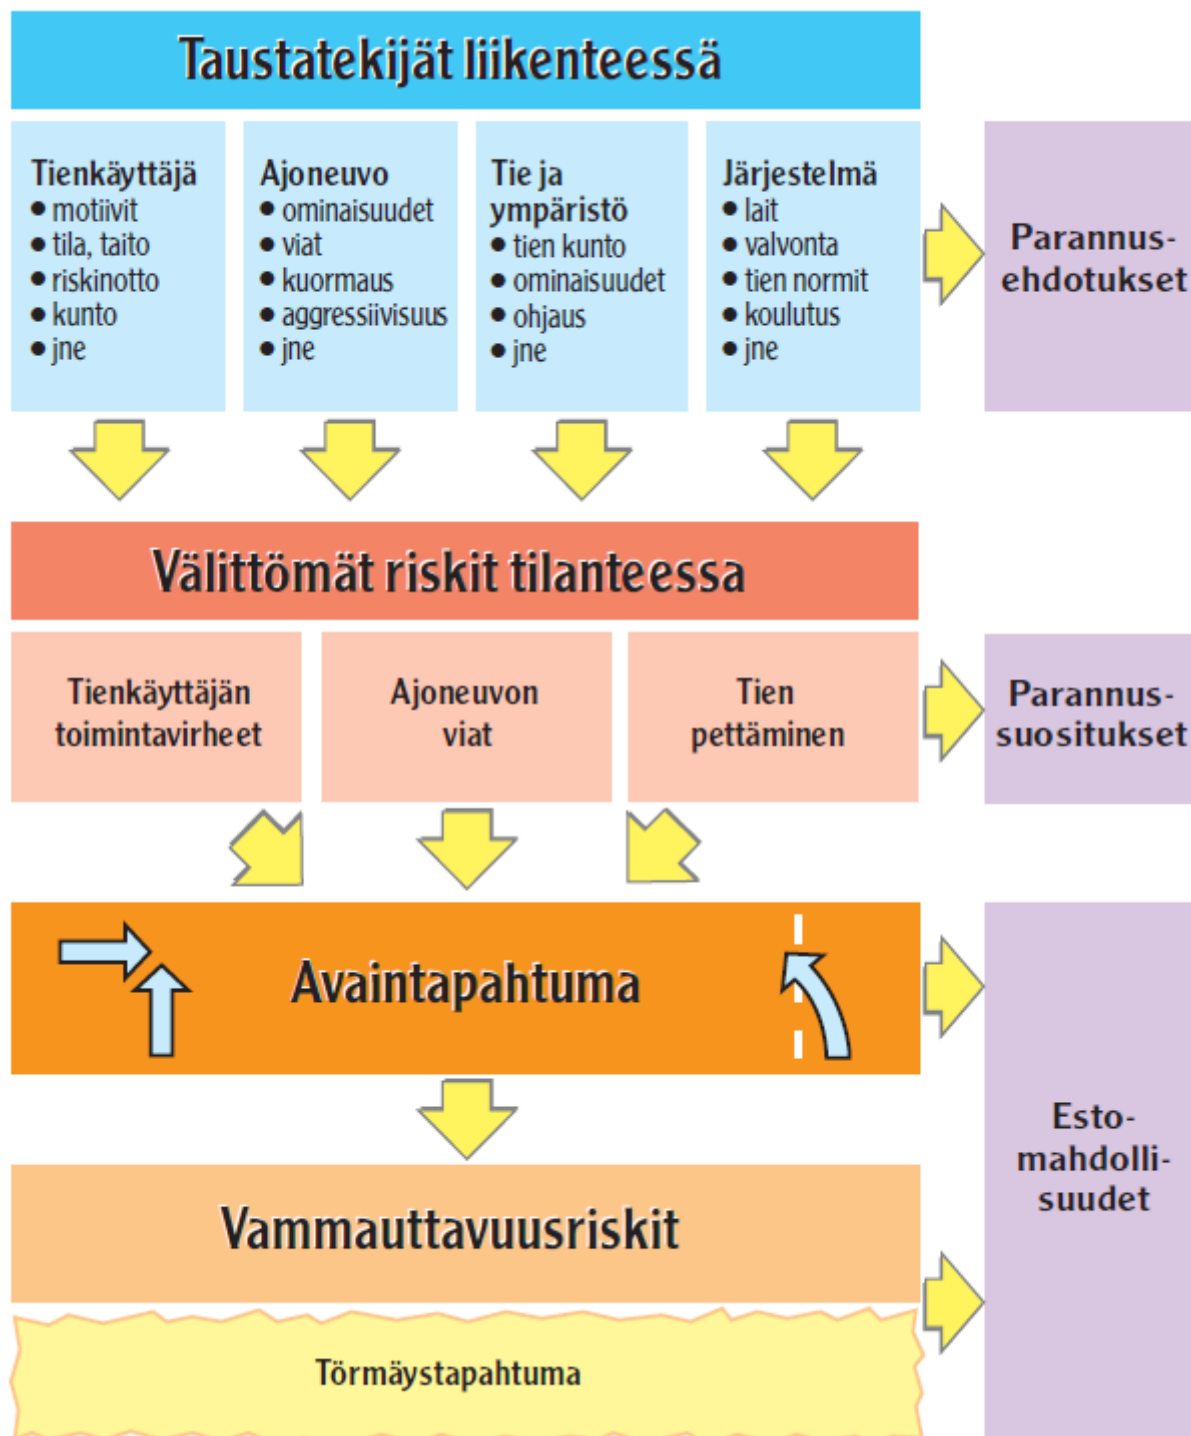 Taustatekijät liikenteessä
Tienkäyttäjä
• motiivit
• tila, taito
• riskinotto
• kunto
• jne
Ajoneuvo
• ominaisuudet
• viat
• kuormaus
• aggressiivisuus
• jne
Tie ja
ympäristö
• tien kunto
• ominaisuudet
• ohjaus
• jne
Järjestelmä
• lait
• valvonta
• tien normit
• koulutus
• jne
Parannus-
ehdotukset
Välittömät riskit tilanteessa
Tienkäyttäjän
toimintavirheet
Ajoneuvon
viat
Tien
pettäminen
Parannus-
suositukset
Avaintapahtuma
Esto-
mahdolli-
suudet
Vammauttavuusriskit
Törmäystapahtuma